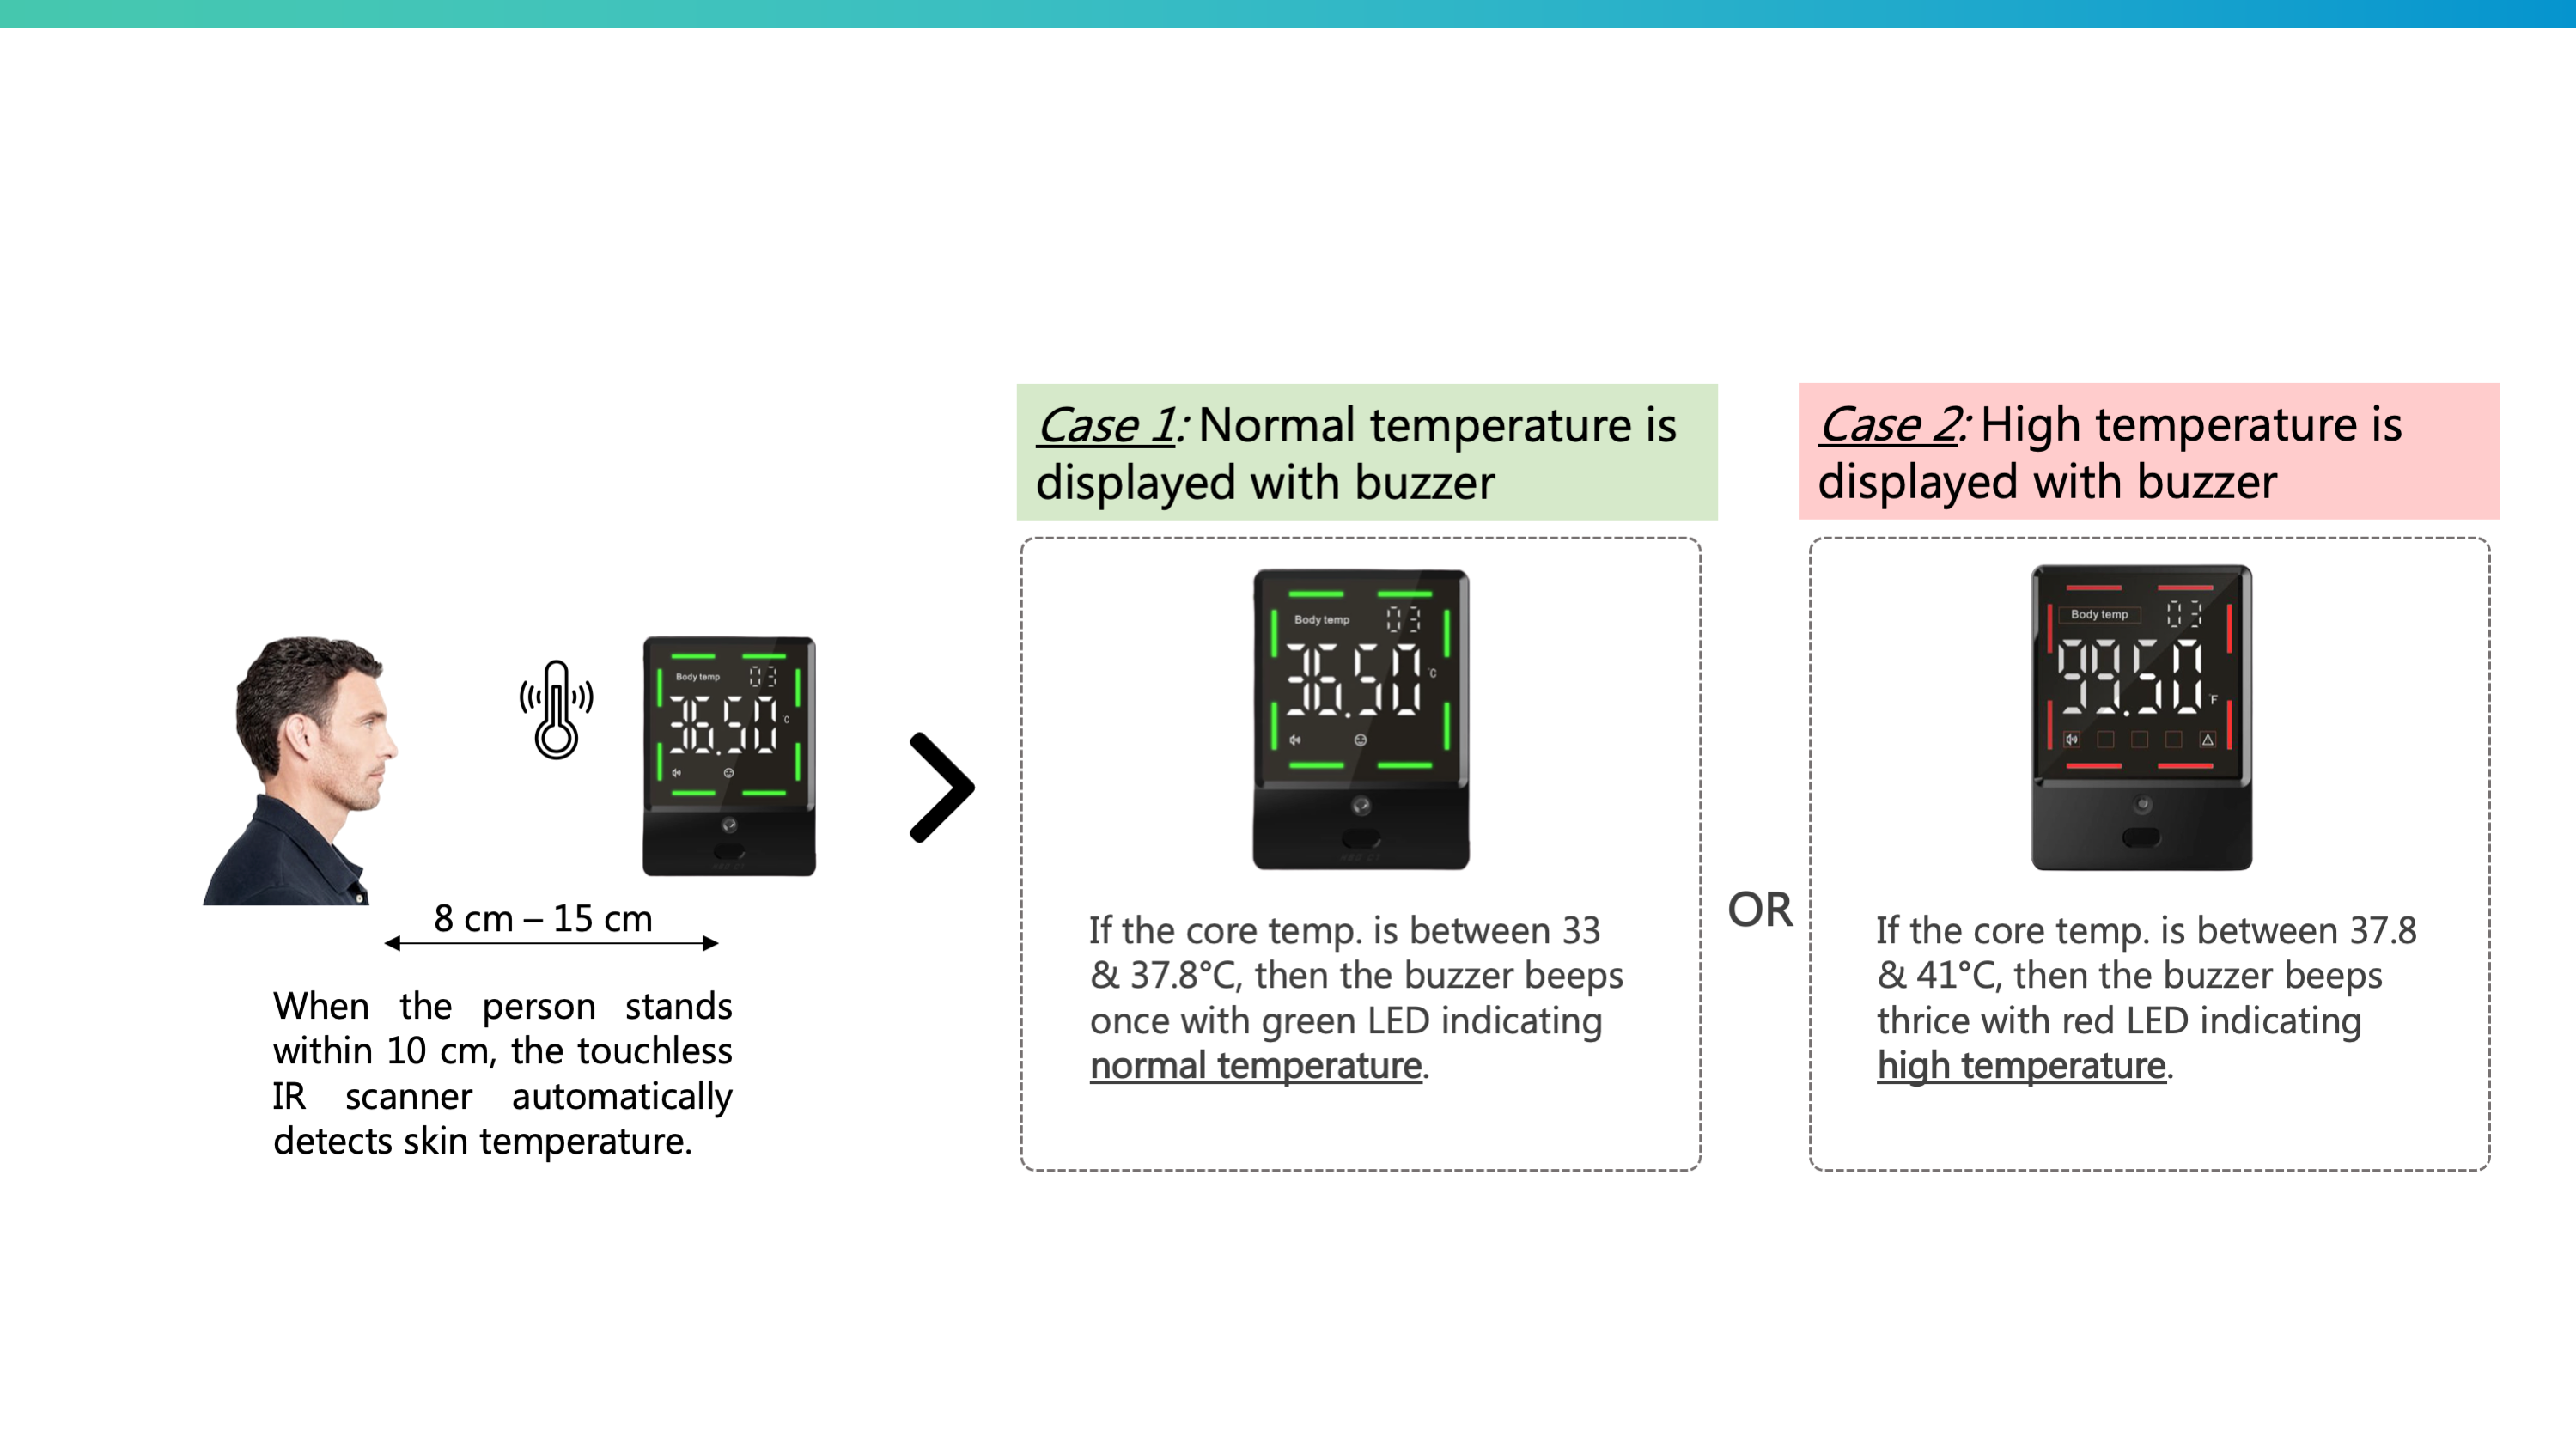 Case 1: Normal temperature is
displayed with buzzer
Case 2: High temperature is
displayed with buzzer
Body temp 03
36.50 °C
8 cm – 15 cm
When the person stands
within 10 cm, the touchless
IR scanner automatically
detects skin temperature.
Body temp 03
36.50 °C
If the core temp. is between 33
& 37.8°C, then the buzzer beeps
once with green LED indicating
normal temperature.
OR
Body temp 03
99.50 °F
If the core temp. is between 37.8
& 41°C, then the buzzer beeps
thrice with red LED indicating
high temperature.